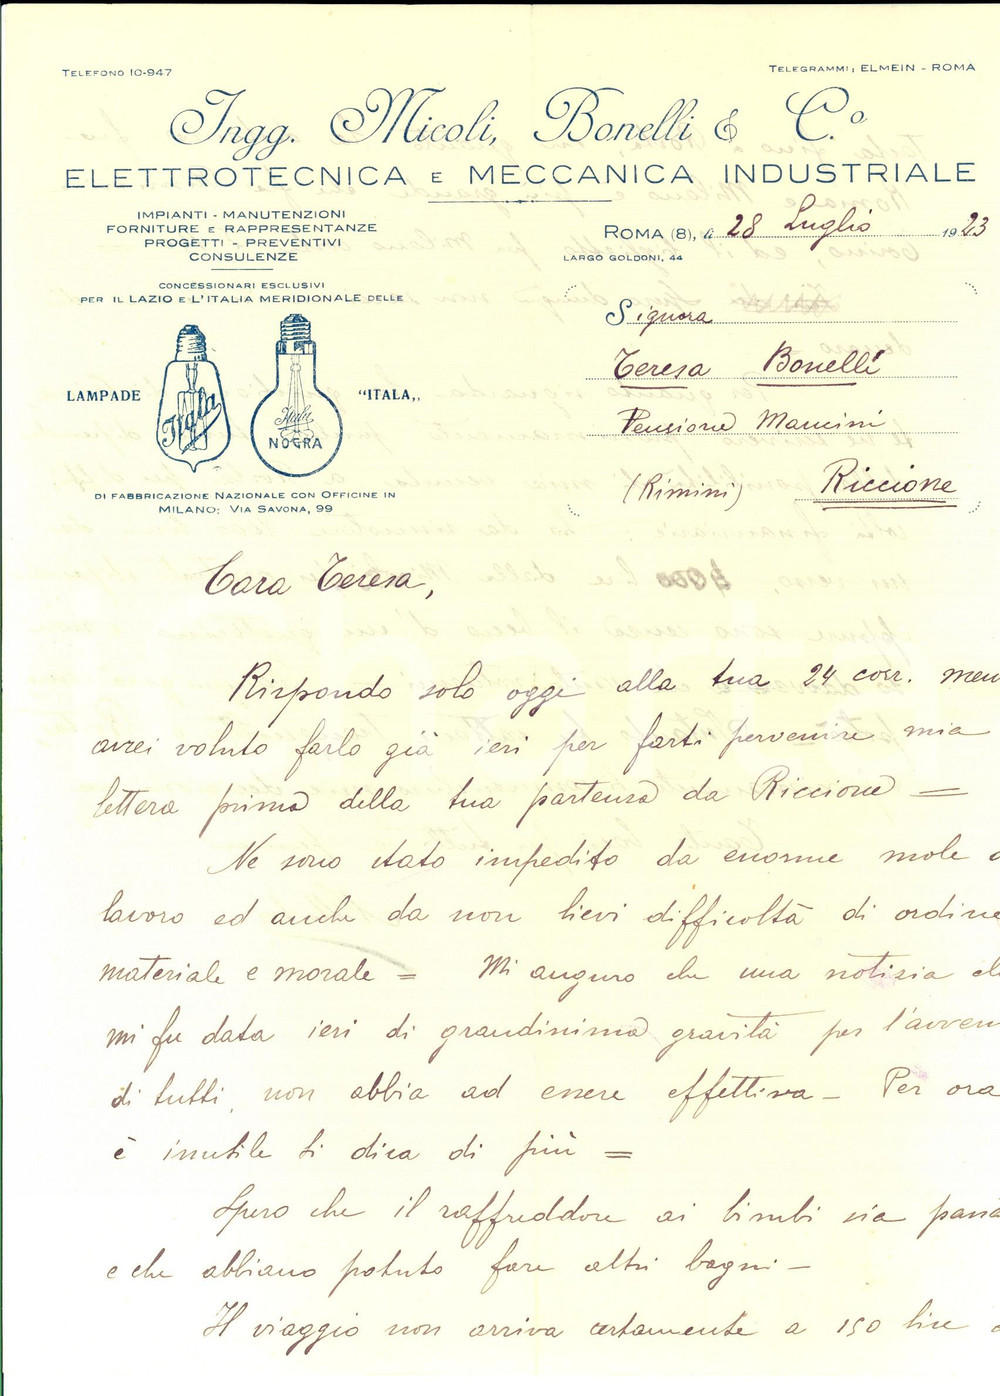 TELEFONO 10-947
TELEGRAMMI: ELMEIN - ROMA
Ingg. Micoli, Bonelli & C.º
ELETTROTECNICA E MECCANICA INDUSTRIALE
IMPIANTI - MANUTENZIONI
FORNITURE E RAPPRESENTANZE
PROGETTI - PREVENTIVI
CONSULENZE
ROMA (8), li 28 Luglio 1923
LARGO GOLDONI, 44
CONCESSIONARI ESCLUSIVI
PER IL LAZIO E L'ITALIA MERIDIONALE DELLE
LAMPADE "ITALA„
Itala
Itala
NOGRA
DI FABBRICAZIONE NAZIONALE CON OFFICINE IN
MILANO: VIA SAVONA, 99
Signora
Teresa Bonelli
Pensione Mancini
(Rimini) Riccione
Cara Teresa,
Rispondo solo oggi alla tua 24 corr. men
avrei voluto farlo già ieri per farti pervenire mia
lettera prima della tua partenza da Riccione =
Ne sono stato impedito da enorme mole d
lavoro ed anche da non lievi difficoltà di ordine
materiale e morale = Mi auguro che una notizia ch
mi fu data ieri di grandissima gravità per l'avven
di tutti, non abbia ad essere effettiva - Per ora
è inutile ti dica di più =
Spero che il raffreddore ai bimbi sia passa
e che abbiano potuto fare altri bagni -
Il viaggio non arriva certamente a 150 lire